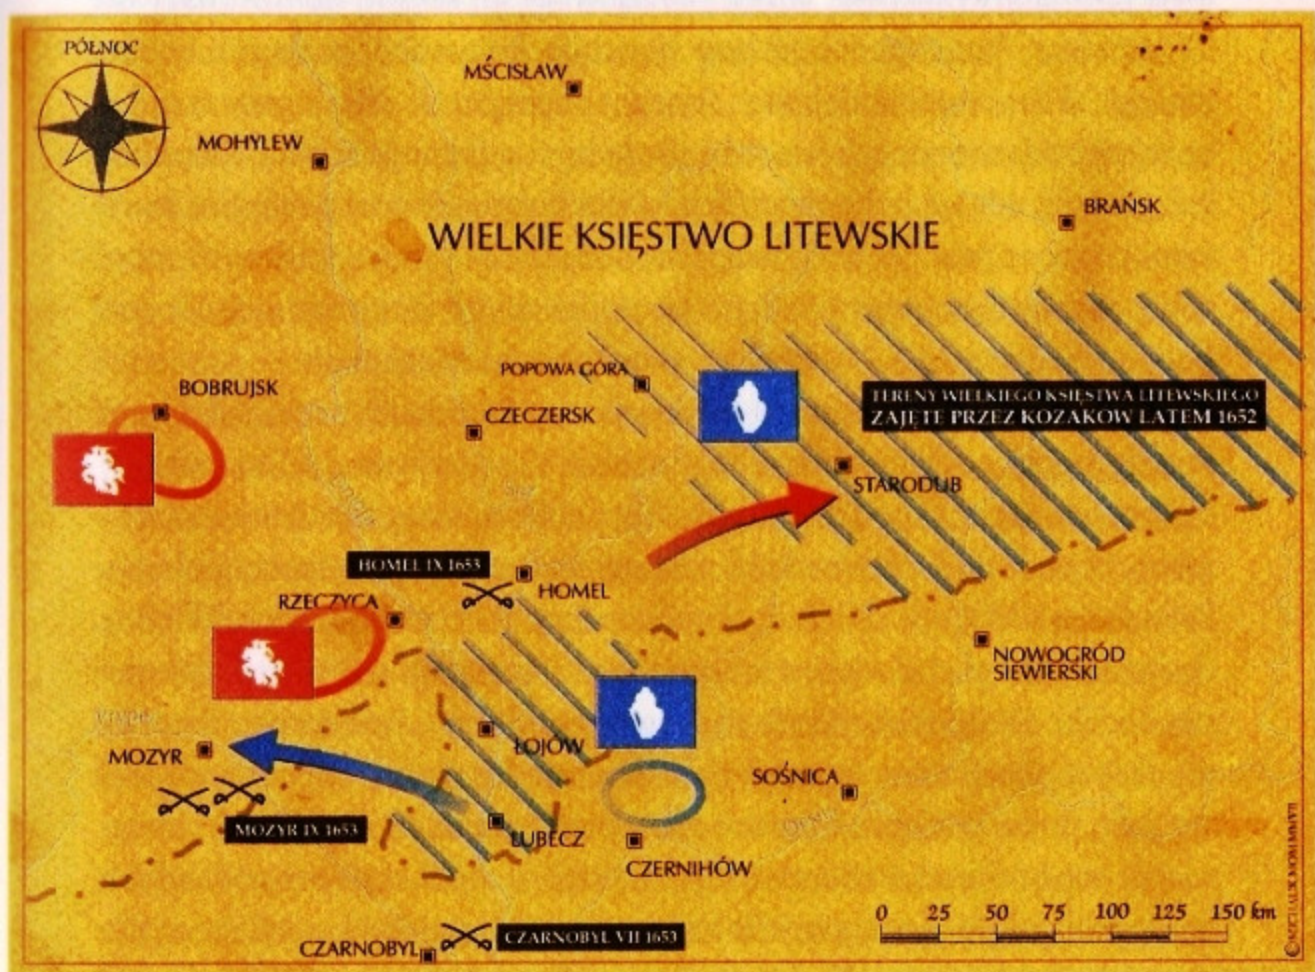 PÓŁNOC
MŚCISŁAW
MOHYLEW
BRAŃSK
WIELKIE KSIĘSTWO LITEWSKIE
POPOWA GÓRA
BOBRUJSK
TERENY WIELKIEGO KSIĘSTWA LITEWSKIEGO
ZAJĘTE PRZEZ KOZAKÓW LATEM 1652
CZECZERSK
STARODUB
HOMEL IX 1653
HOMEL
RZECZYCA
NOWOGRÓD
SIEWIERSKI
ŁOJÓW
MOZYR
SOŚNICA
MOZYR IX 1653
ŁUBECZ
CZERNIHÓW
0 25 50 75 100 125 150 km
CZARNOBYL VII 1653
CZARNOBYL